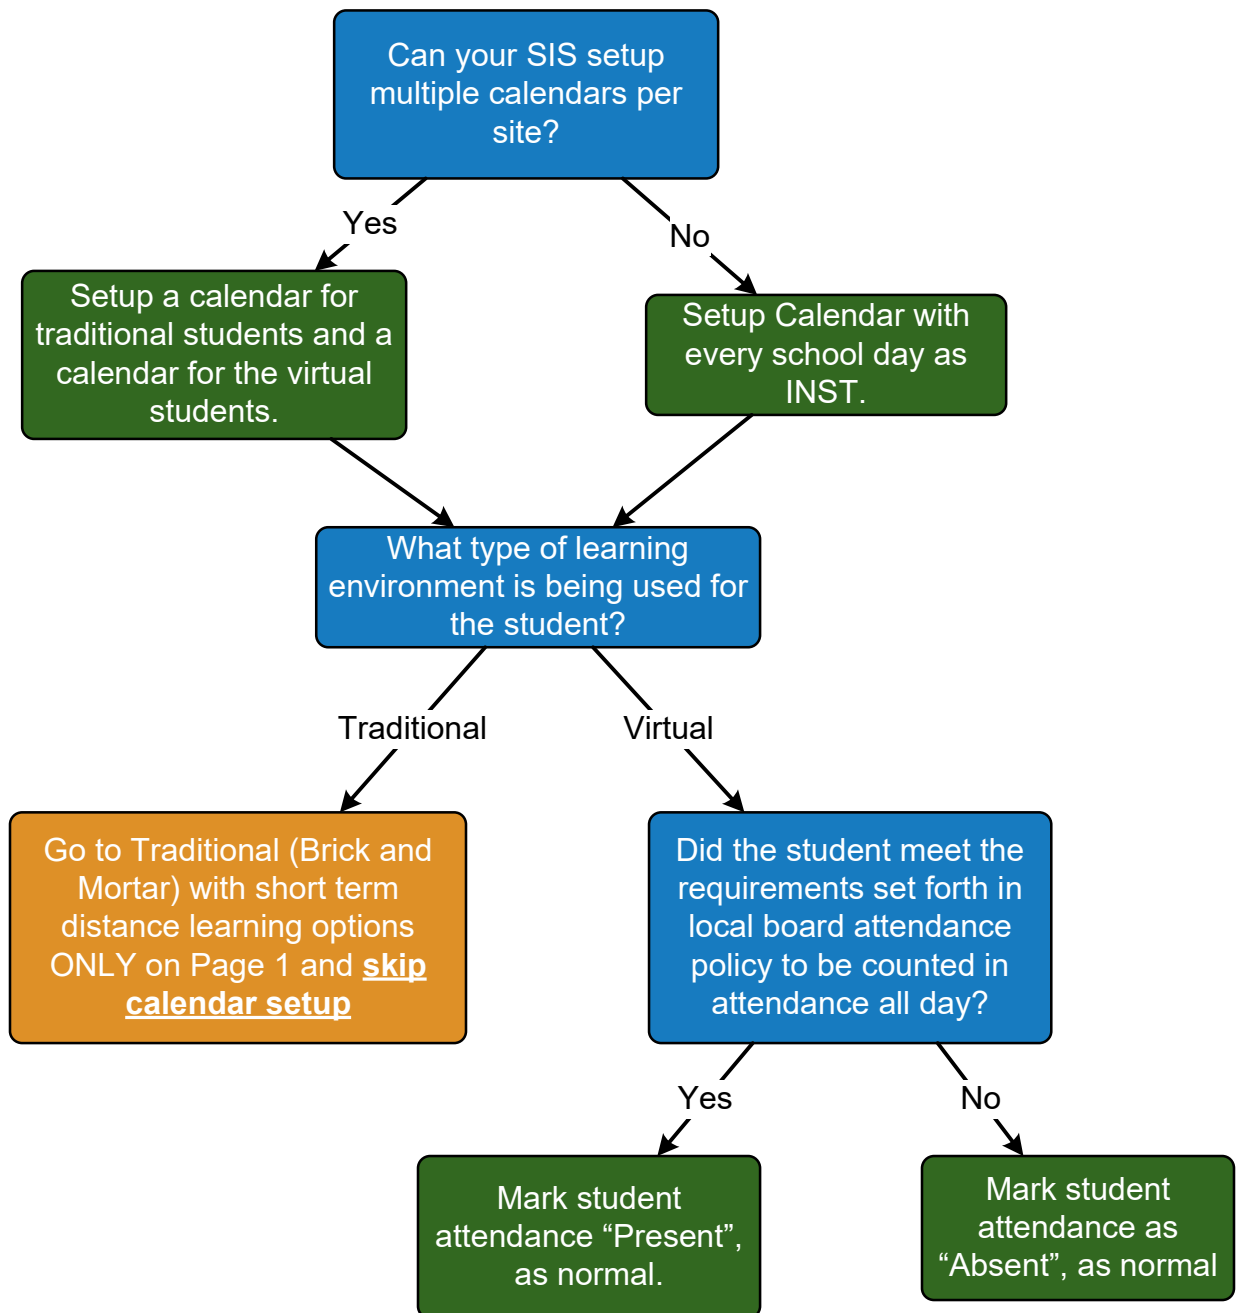 Can your SIS setup
multiple calendars per
site?
Yes
No
Setup a calendar for
traditional students and a
calendar for the virtual
students.
Setup Calendar with
every school day as
INST.
What type of learning
environment is being used for
the student?
Traditional
Virtual
Go to Traditional (Brick and
Mortar) with short term
distance learning options
ONLY on Page 1 and skip
calendar setup
Did the student meet the
requirements set forth in
local board attendance
policy to be counted in
attendance all day?
Yes
No
Mark student
attendance “Present”,
as normal.
Mark student
attendance as
“Absent”, as normal